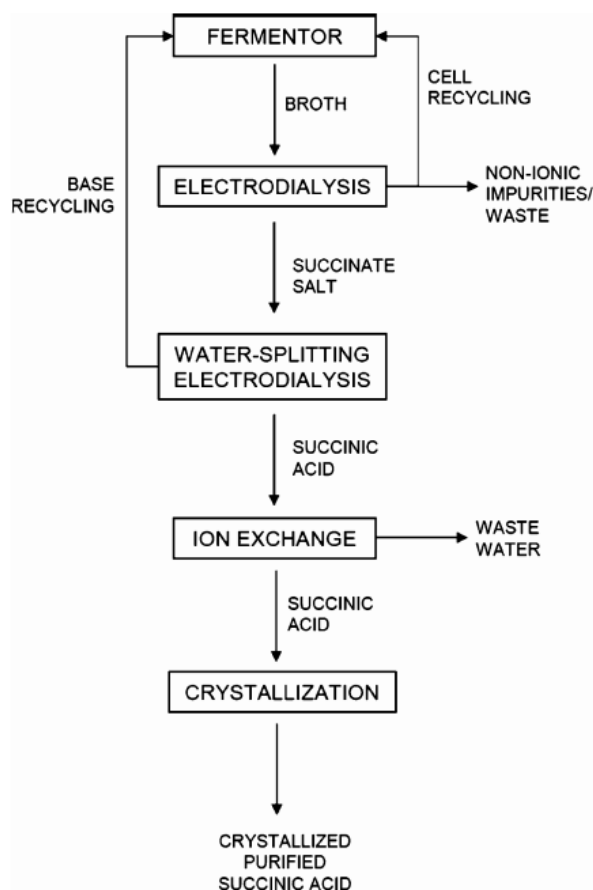 FERMENTOR
CELL
RECYCLING
BROTH
BASE
RECYCLING
ELECTRODIALYSIS
NON-IONIC
IMPURITIES/
WASTE
SUCCINATE
SALT
WATER-SPLITTING
ELECTRODIALYSIS
SUCCINIC
ACID
ION EXCHANGE
WASTE
WATER
SUCCINIC
ACID
CRYSTALLIZATION
CRYSTALLIZED
PURIFIED
SUCCINIC ACID